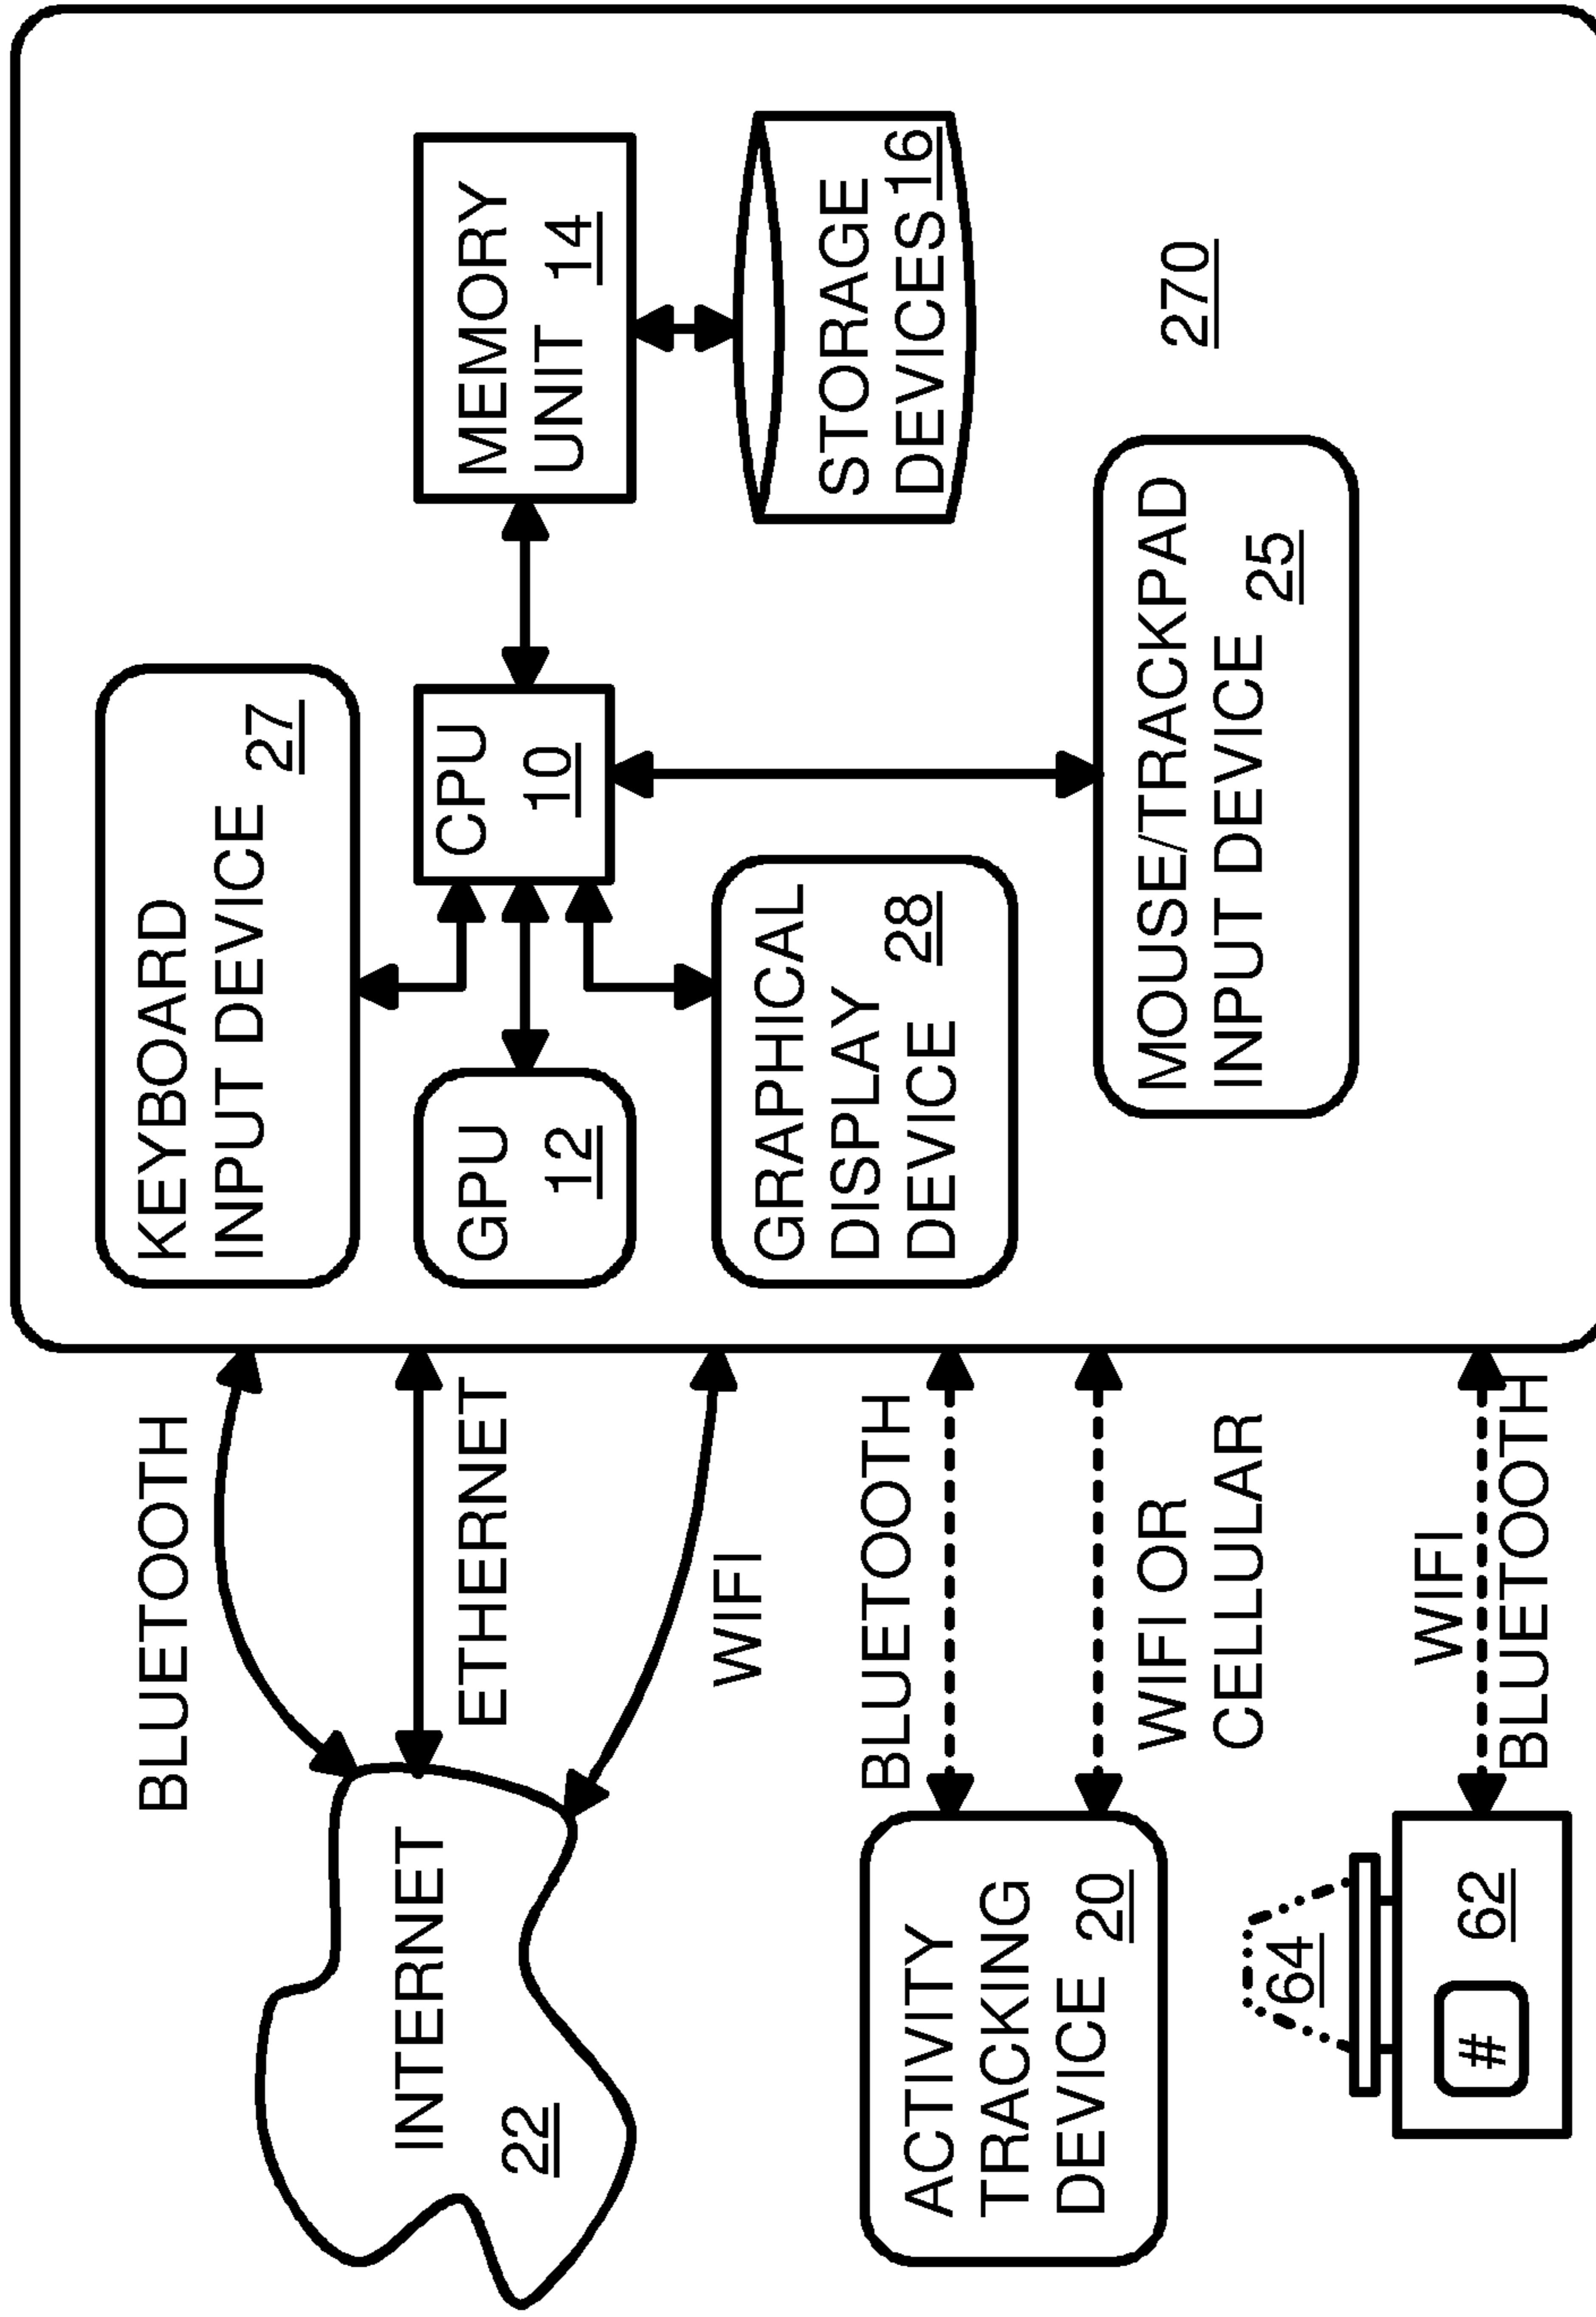 BLUETOOTH
INTERNET
22
ETHERNET
WIFI
ACTIVITY
TRACKING
DEVICE 20
BLUETOOTH
WIFI OR
CELLULAR
64
# 62
WIFI
BLUETOOTH
KEYBOARD
INPUT DEVICE 27
GPU
12
CPU
10
MEMORY
UNIT 14
GRAPHICAL
DISPLAY
DEVICE 28
STORAGE
DEVICES 16
MOUSE/TRACKPAD
INPUT DEVICE 25
270